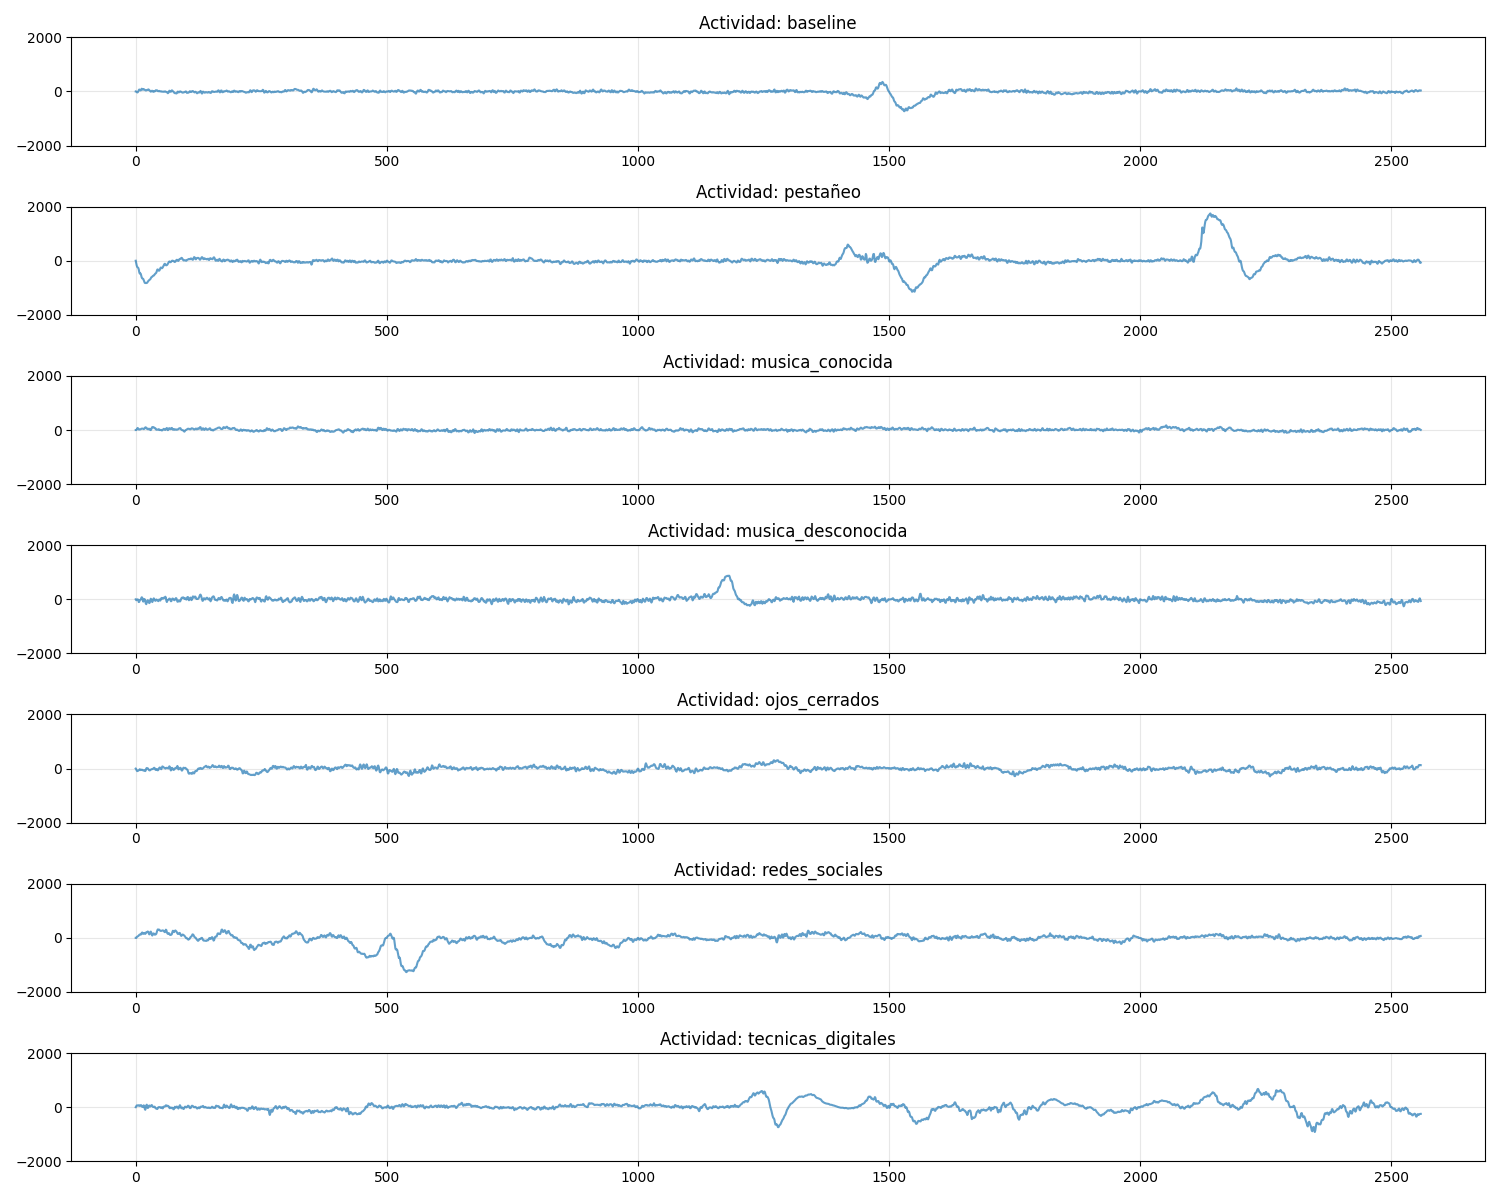 Actividad: baseline
2000
0
−2000
0 500 1000 1500 2000 2500
Actividad: pestañeo
2000
0
−2000
0 500 1000 1500 2000 2500
Actividad: musica_conocida
2000
0
−2000
0 500 1000 1500 2000 2500
Actividad: musica_desconocida
2000
0
−2000
0 500 1000 1500 2000 2500
Actividad: ojos_cerrados
2000
0
−2000
0 500 1000 1500 2000 2500
Actividad: redes_sociales
2000
0
−2000
0 500 1000 1500 2000 2500
Actividad: tecnicas_digitales
2000
0
−2000
0 500 1000 1500 2000 2500